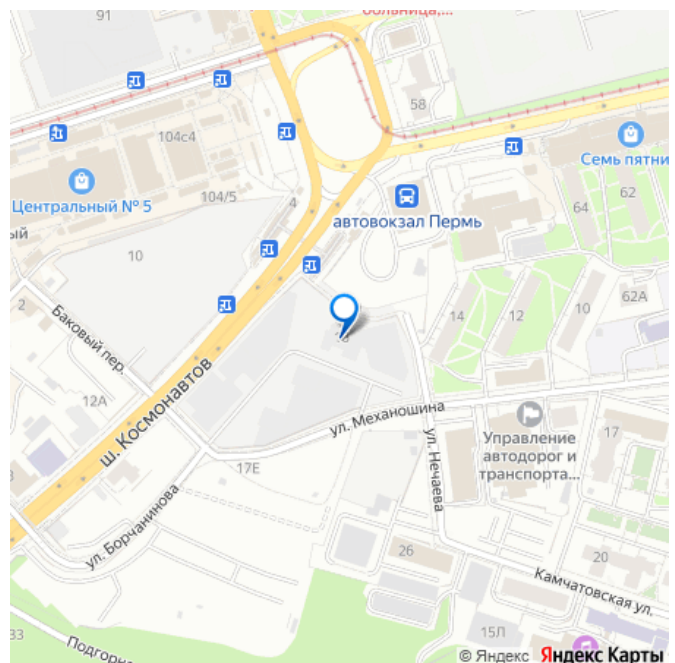 больница,...
91
58
104с4
Семь пятни
Центральный № 5
104/5
4
64
62
автовокзал Пермь
ый
10
2
62А
14
12
10
Баковый пер.
ш. Космонавтов
12А
ул. Механошина
17
ул. Нечаева
Управление
автодорог и
транспорта...
17Е
ул. Борчанинова
26
20
Камчатовская ул.
15Л
33
Подгорна
© Яндекс Яндекс Карты